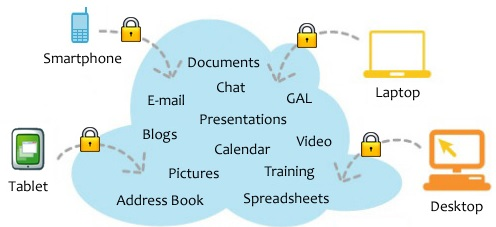 Smartphone
Documents
Chat
Laptop
E-mail
GAL
Presentations
Blogs
Video
Calendar
Tablet
Pictures
Training
Address Book
Spreadsheets
Desktop